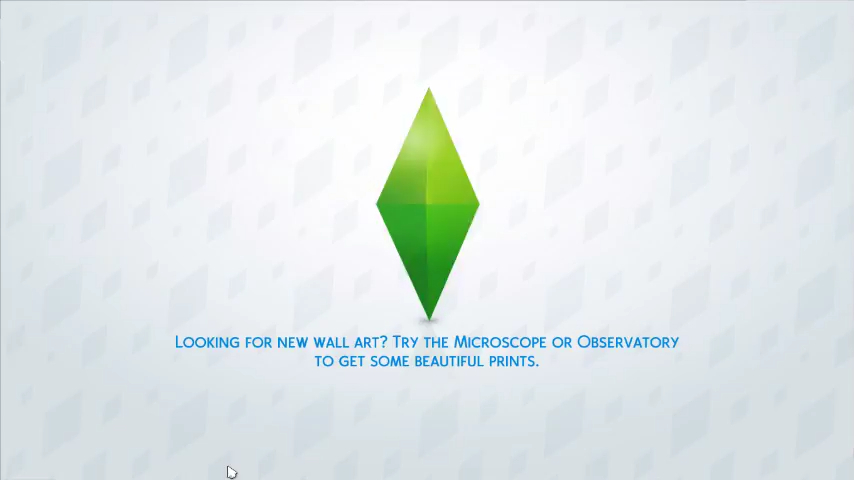 Looking for new wall art? Try the Microscope or Observatory
to get some beautiful prints.